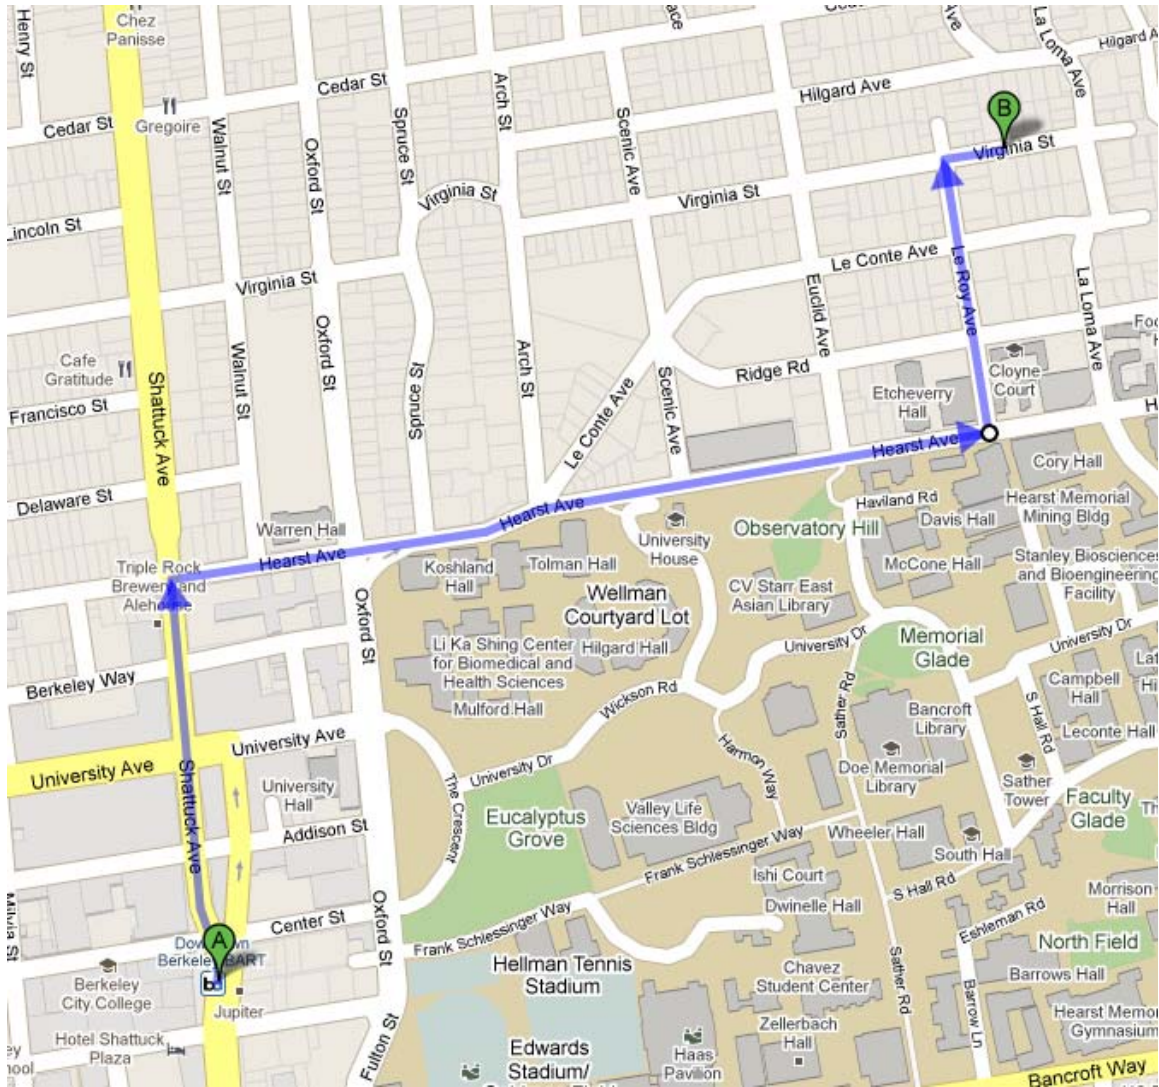 Henry St
Chez
Panisse
Ave
La Loma Ave
Hilgard Ave
Cedar St
Arch St
Hilgard Ave
B
Gregoire
Cedar St
Walnut St
Oxford St
Spruce St
Scenic Ave
Virginia St
Virginia St
Virginia St
Lincoln St
Le Conte Ave
Virginia St
Euclid Ave
Le Roy Ave
La Loma Ave
Oxford St
Walnut St
Arch St
Cafe
Gratitude
Shattuck Ave
Spruce St
Le Conte Ave
Scenic Ave
Ridge Rd
Cloyne
Court
Etcheverry
Hall
Francisco St
Hearst Ave
Cory Hall
Delaware St
Warren Hall
Hearst Ave
Haviland Rd
Hearst Memorial
Mining Bldg
Observatory Hill
Davis Hall
University
House
Hearst Ave
Koshland
Hall
Tolman Hall
McCone Hall
Stanley Biosciences
and Bioengineering
Facility
Triple Rock
Brewery and
Alehouse
Wellman
Courtyard Lot
CV Starr East
Asian Library
Oxford St
Li Ka Shing Center
for Biomedical and
Health Sciences
Hilgard Hall
University Dr
Memorial
Glade
University Dr
Berkeley Way
Mulford Hall
Wickson Rd
Sather Rd
Bancroft
Library
S Hall Rd
Campbell
Hall
Leconte Hall
University Ave
University Ave
Shattuck Ave
University
Hall
The Crescent
University Dr
Harmon Way
Doe Memorial
Library
Sather
Tower
Faculty
Glade
Addison St
Eucalyptus
Grove
Valley Life
Sciences Bldg
Wheeler Hall
South Hall
Frank Schlessinger Way
Ishi Court
S Hall Rd
Morrison
Hall
Milvia St
Center St
Oxford St
Dwinelle Hall
Eshleman Rd
A
Downtown
Berkeley BART
Frank Schlessinger Way
North Field
Berkeley
City College
Hellman Tennis
Stadium
Chavez
Student Center
Sather Rd
Barrows Hall
Jupiter
Barrow Ln
Hearst Memor
Gymnasium
Hotel Shattuck
Plaza
Fulton St
Zellerbach
Hall
Edwards
Stadium/
Haas
Pavilion
Bancroft Way